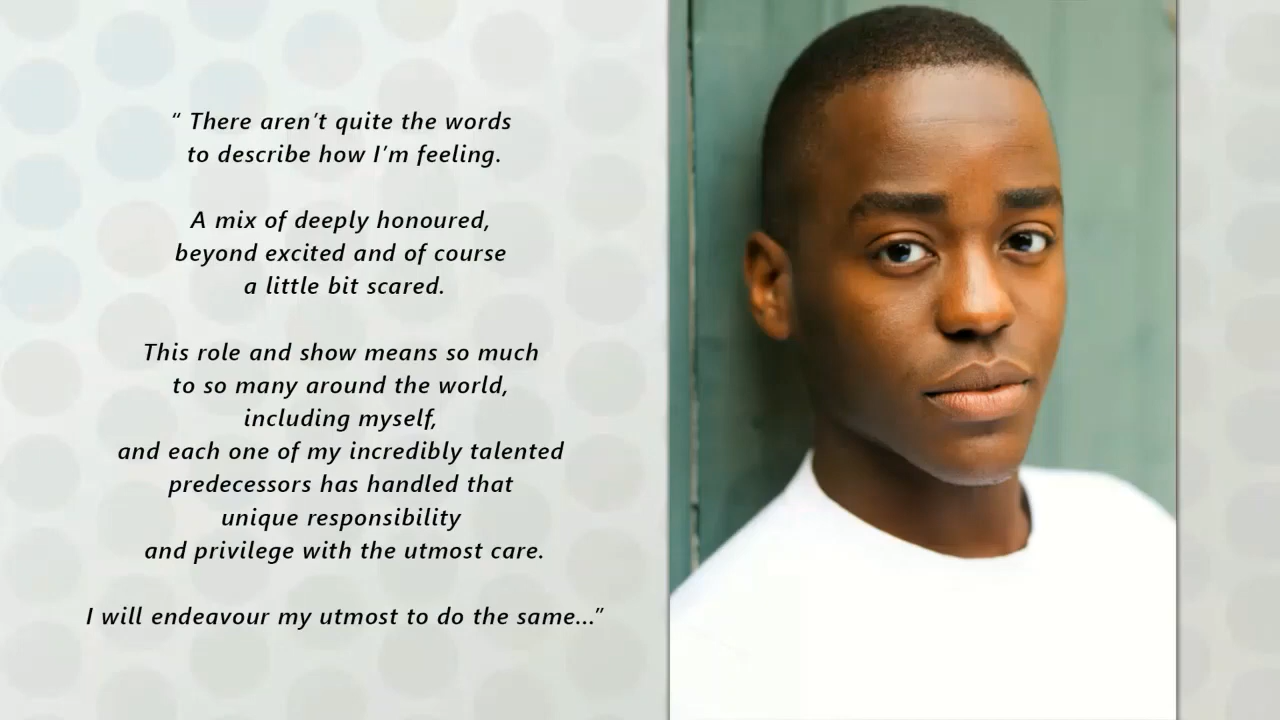 “ There aren’t quite the words
to describe how I’m feeling.
A mix of deeply honoured,
beyond excited and of course
a little bit scared.
This role and show means so much
to so many around the world,
including myself,
and each one of my incredibly talented
predecessors has handled that
unique responsibility
and privilege with the utmost care.
I will endeavour my utmost to do the same...”